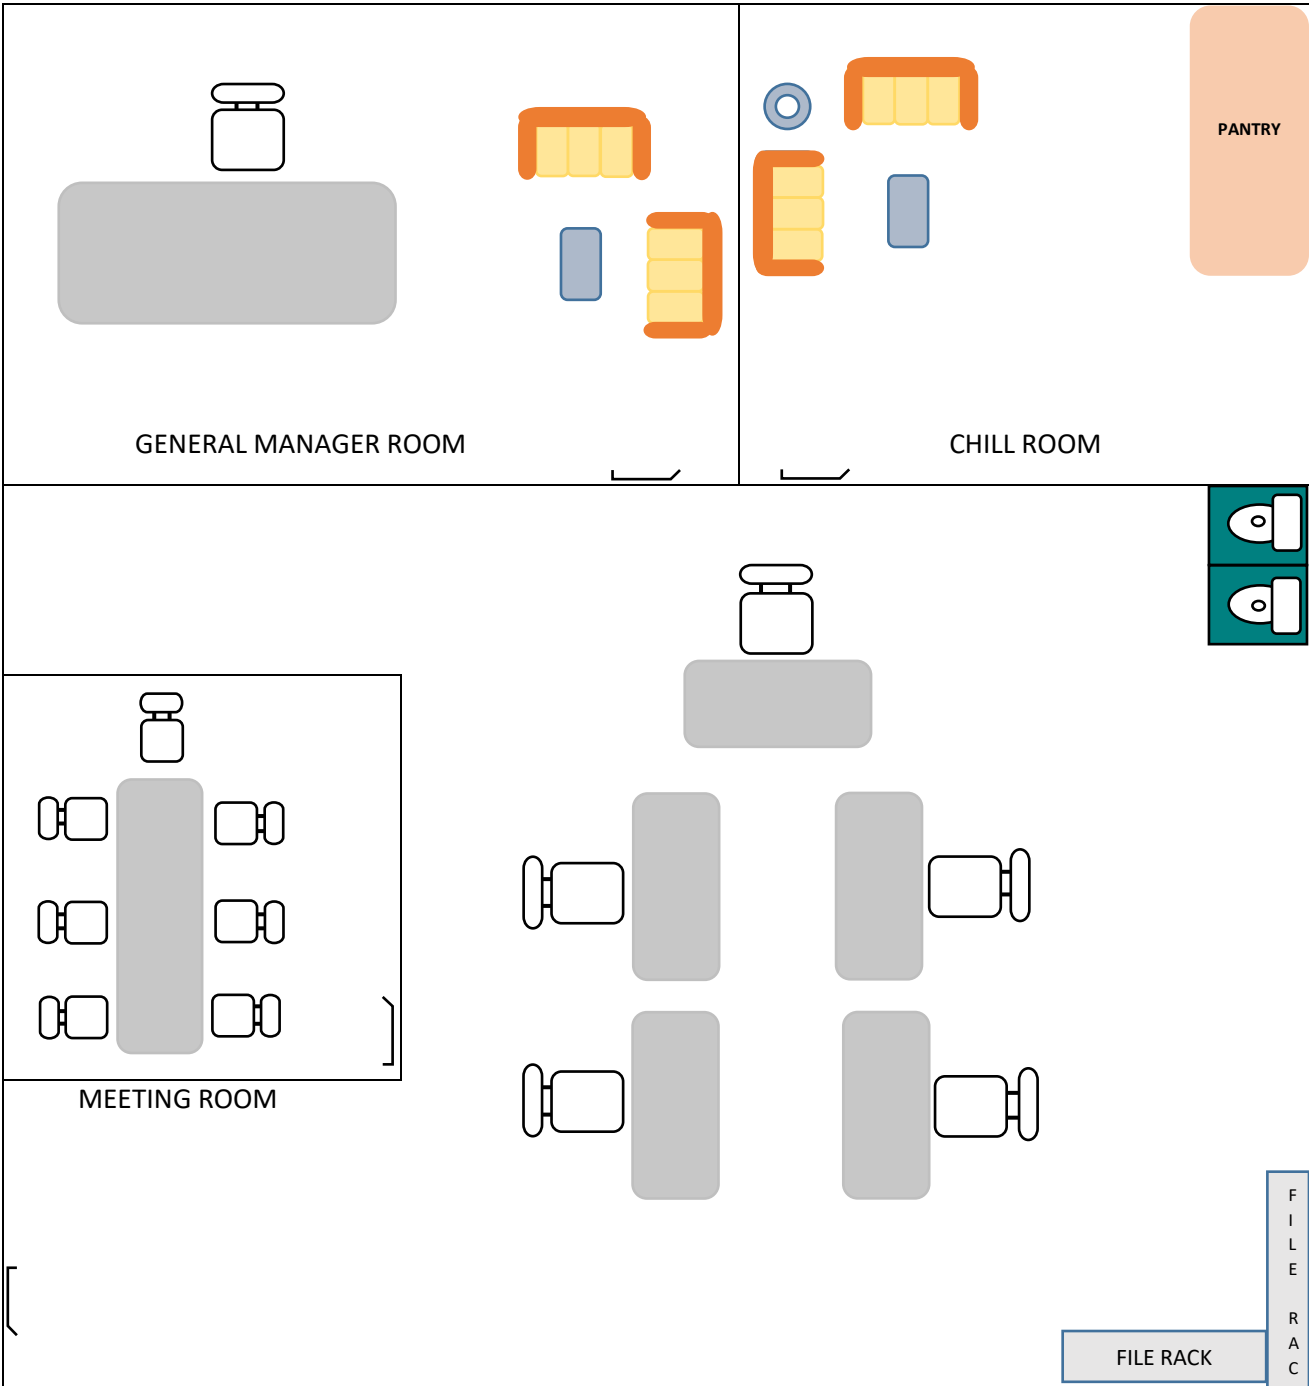 PANTRY
GENERAL MANAGER ROOM
CHILL ROOM
MEETING ROOM
F
I
L
E
R
A
C
FILE RACK